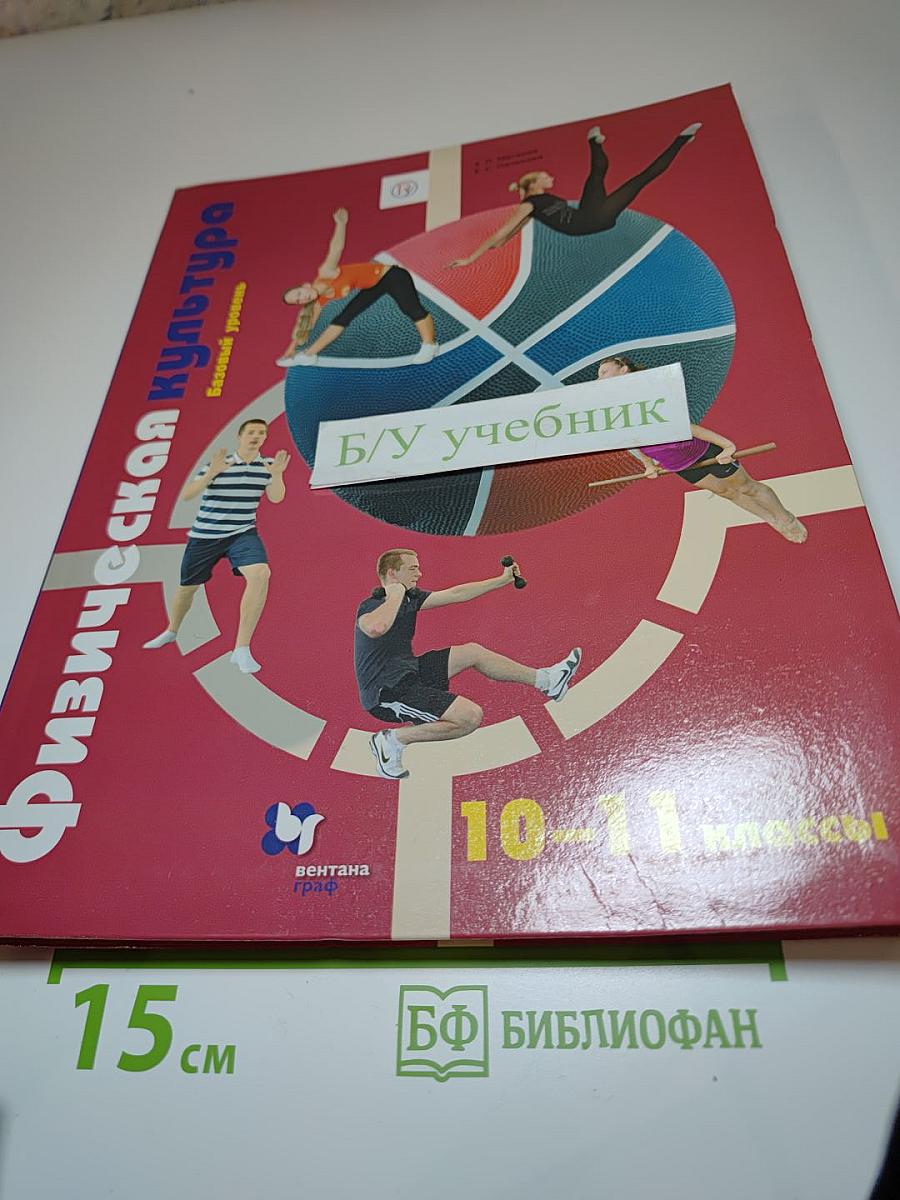 Физическая культура
Базовый уровень
Б/У учебник
10–11 классы
вентана
граф
15 см
БФ БИБЛИОФАН